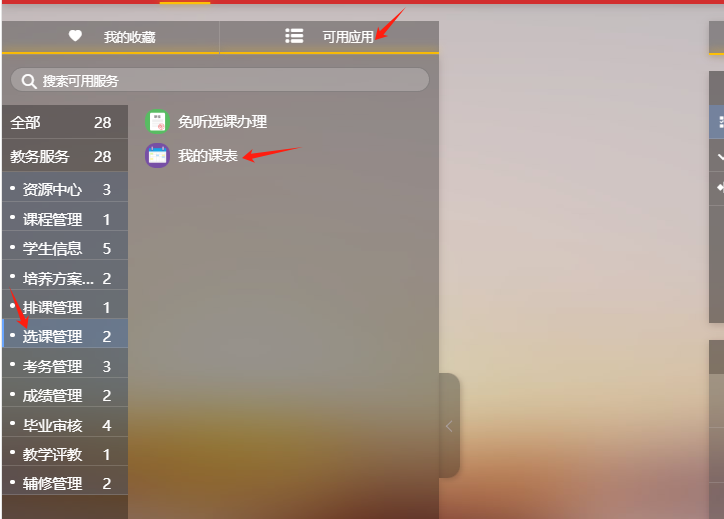 我的收藏 可用应用
搜索可用服务
全部 28
教务服务 28
资源中心 3
课程管理 1
学生信息 5
培养方案... 2
排课管理 1
选课管理 2
考务管理 3
成绩管理 2
毕业审核 4
教学评教 1
辅修管理 2
免听选课办理
我的课表